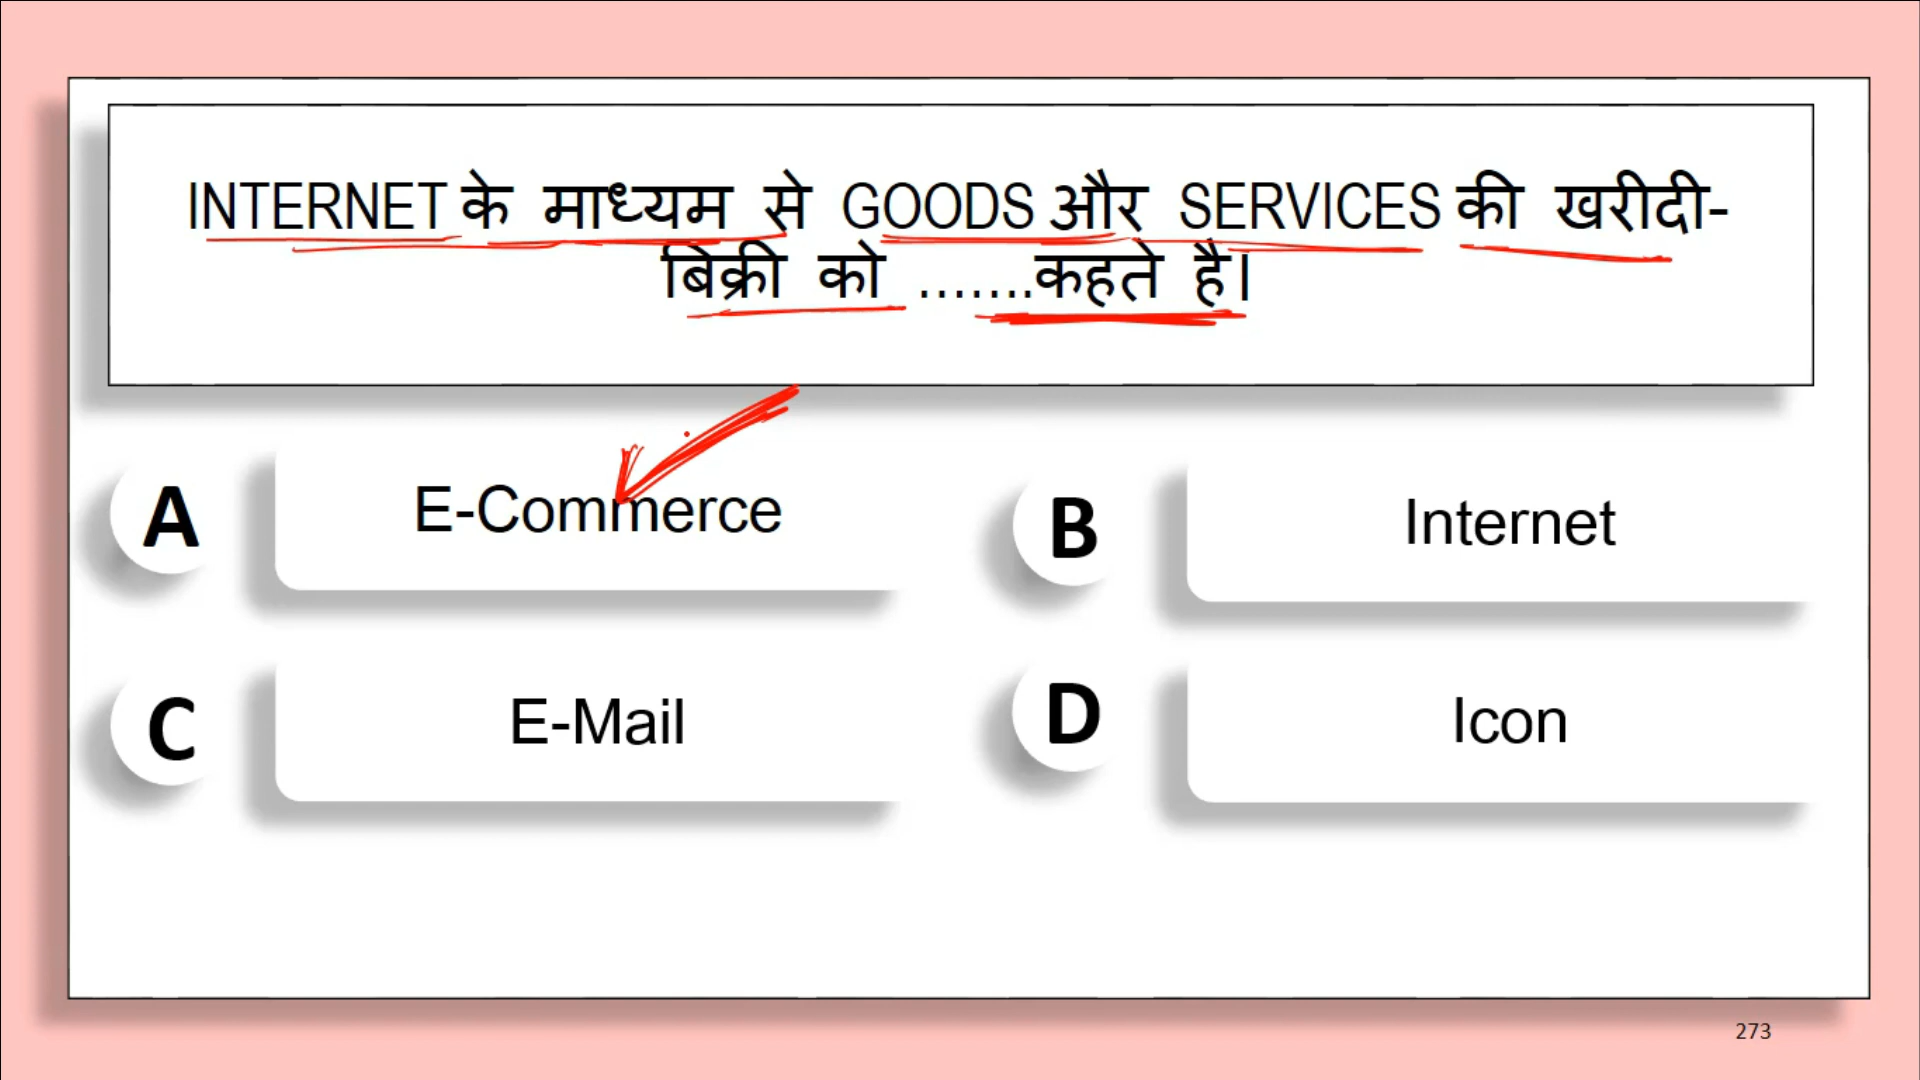 INTERNET के माध्यम से GOODS और SERVICES की खरीदी-
बिक्री को .......कहते है।
A E-Commerce
B Internet
C E-Mail
D Icon
273